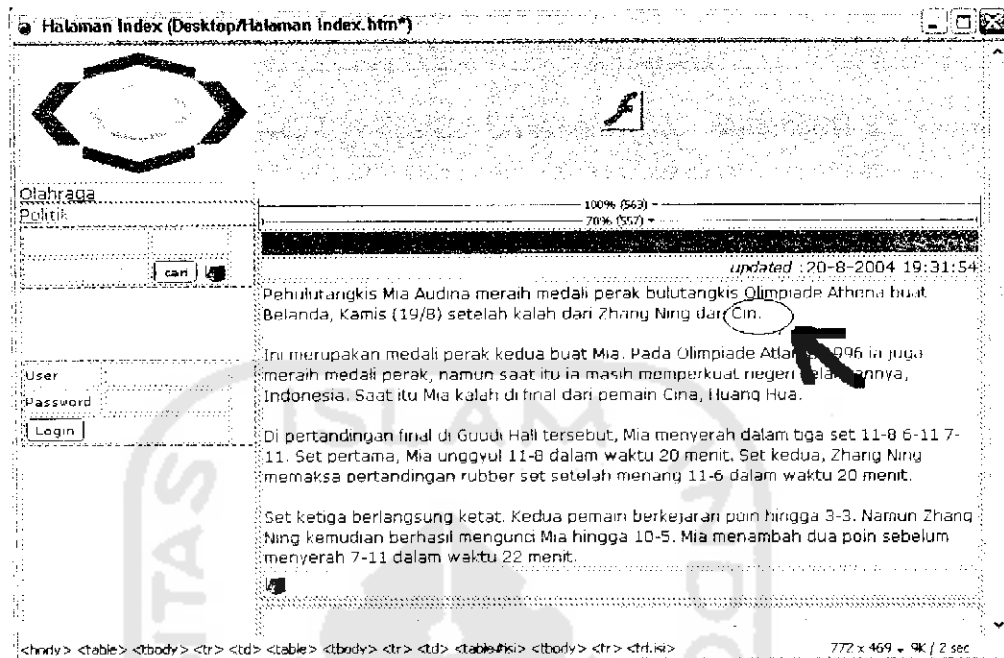 Halaman Index (Desktop/Halaman Index.htm*)
Olahraga
Politik
cari
User
Password
Login
100% (563)
70% (557)
updated :20-8-2004 19:31:54
Pebulutangkis Mia Audina meraih medali perak bulutangkis Olimpiade Athena buat
Belanda, Kamis (19/8) setelah kalah dari Zhang Ning dari Cin.
Ini merupakan medali perak kedua buat Mia. Pada Olimpiade 1996 ia juga
meraih medali perak, namun saat itu ia masih memperkuat negeri
Indonesia. Saat itu Mia kalah di final dari pemain Cina, Huang Hua.
Di pertandingan final di Guudi Hall tersebut, Mia menyerah dalam tiga set 11-8 6-11 7-
11. Set pertama, Mia unggyul 11-8 dalam waktu 20 menit. Set kedua, Zhang Ning
memaksa pertandingan rubber set setelah menang 11-6 dalam waktu 20 menit.
Set ketiga berlangsung ketat. Kedua pemain berkejaran poin hingga 3-3. Namun Zhang
Ning kemudian berhasil mengunci Mia hingga 10-5. Mia menambah dua poin sebelum
menyerah 7-11 dalam waktu 22 menit.
ISLAM
<body> <table> <tbody> <tr> <td> <table> <tbody> <tr> <td> <table#isi> <tbody> <tr> <td.isi>
772 x 469 9K / 2 sec